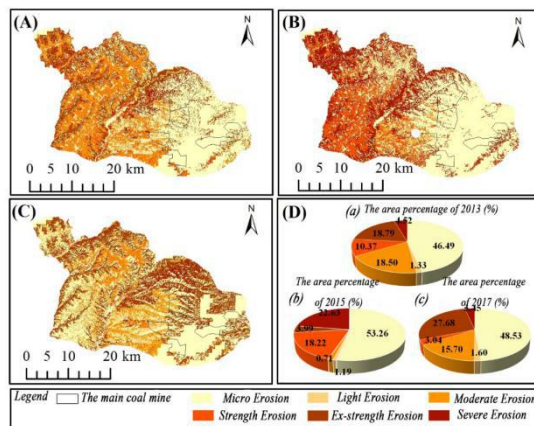 (A)
N
0 10 20 km
(B)
N
0 10 20 km
(C)
N
0 10 20 km
(D)
(a) The area percentage of 2013 (%)
4.52
18.79
46.49
10.37
18.50
1.33
The area percentage
of 2015 (%)
(b)
53.26
18.22
0.71
1.19
The area percentage
of 2017 (%)
(c)
27.68
48.53
3.04
15.70
1.60
Legend
The main coal mine
Micro Erosion
Light Erosion
Moderate Erosion
Strength Erosion
Ex-strength Erosion
Severe Erosion